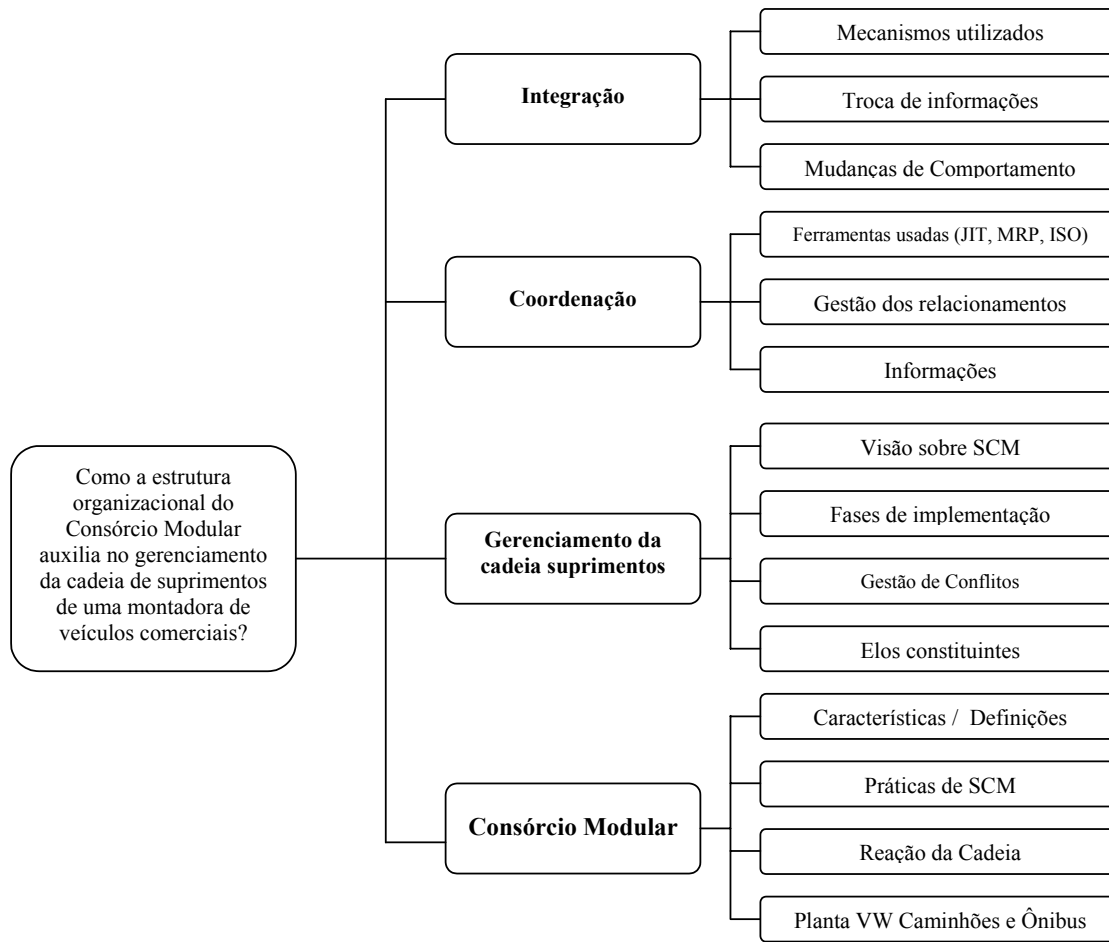 Como a estrutura
organizacional do
Consórcio Modular
auxilia no gerenciamento
da cadeia de suprimentos
de uma montadora de
veículos comerciais?
Integração
Mecanismos utilizados
Troca de informações
Mudanças de Comportamento
Coordenação
Ferramentas usadas (JIT, MRP, ISO)
Gestão dos relacionamentos
Informações
Gerenciamento da
cadeia suprimentos
Visão sobre SCM
Fases de implementação
Gestão de Conflitos
Elos constituintes
Consórcio Modular
Características / Definições
Práticas de SCM
Reação da Cadeia
Planta VW Caminhões e Ônibus